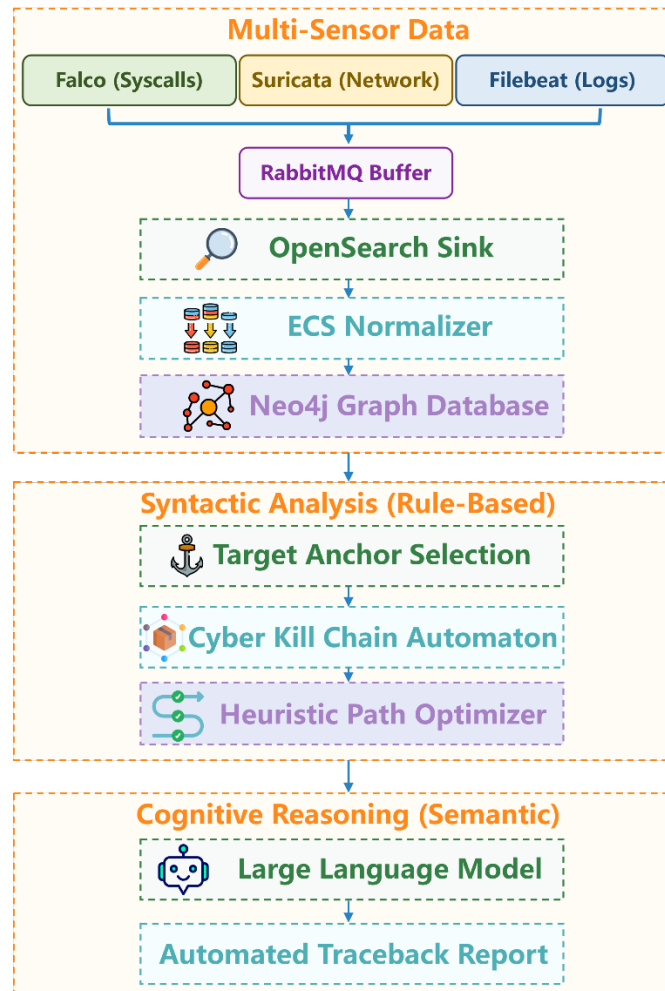 Multi-Sensor Data
Falco (Syscalls)
Suricata (Network)
Filebeat (Logs)
RabbitMQ Buffer
OpenSearch Sink
ECS Normalizer
Neo4j Graph Database
Syntactic Analysis (Rule-Based)
Target Anchor Selection
Cyber Kill Chain Automaton
Heuristic Path Optimizer
Cognitive Reasoning (Semantic)
Large Language Model
Automated Traceback Report